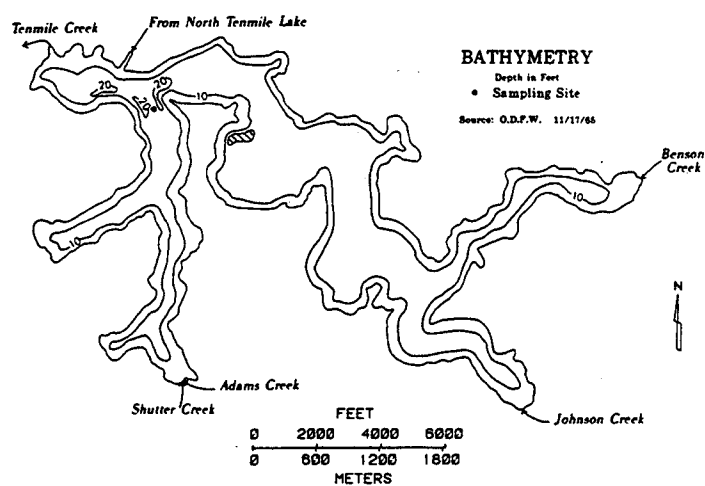 From North Tenmile Lake
Tenmile Creek
BATHYMETRY
Depth in Feet
Sampling Site
Source: O.D.F.W. 11/17/65
20
20
20
10
Benson
Creek
10
10
N
Adams Creek
Shutter Creek
Johnson Creek
FEET
0 2000 4000 6000
0 600 1200 1800
METERS